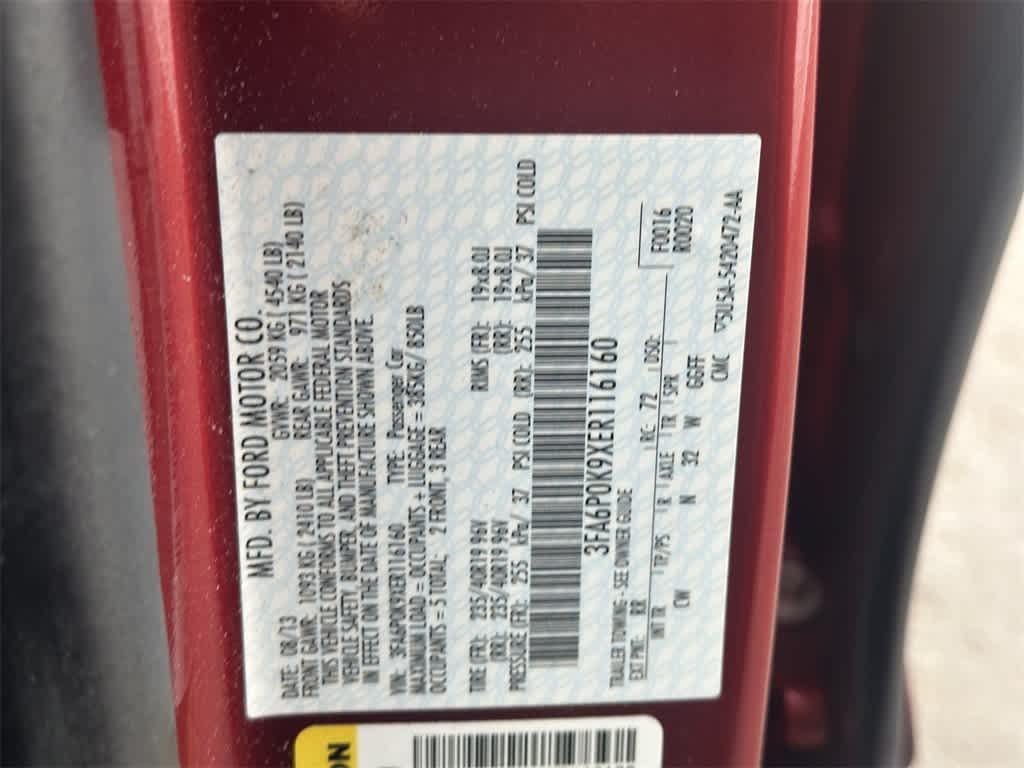 MFD. BY FORD MOTOR CO.
DATE: 08/13 GVWR: 2059 KG ( 4540 LB)
FRONT GAWR: 1093 KG ( 2410 LB) REAR GAWR: 971 KG ( 2140 LB)
THIS VEHICLE CONFORMS TO ALL APPLICABLE FEDERAL MOTOR
VEHICLE SAFETY, BUMPER, AND THEFT PREVENTION STANDARDS
IN EFFECT ON THE DATE OF MANUFACTURE SHOWN ABOVE.
VIN: 3FA6P0K9XER116160 TYPE: Passenger Car
MAXIMUM LOAD = OCCUPANTS + LUGGAGE = 385KG/ 850LB
OCCUPANTS = 5 TOTAL: 2 FRONT, 3 REAR
TIRE (FR): 235/40R19 96V RIMS (FR): 19x8.0J
(RR): 235/40R19 96V (RR): 19x8.0J
PRESSURE (FR): 255 kPa/ 37 PSI COLD (RR): 255 kPa/ 37 PSI COLD
3FA6P0K9XER116160
TRAILER TOWING - SEE OWNER GUIDE
F0016
R0020
EXT PNT: RR RC: 72 DSO:
INT TR TP/PS R AXLE TR SPR
CW N 32 W GGFF
CMC
5U5A-5420472-AA
ON